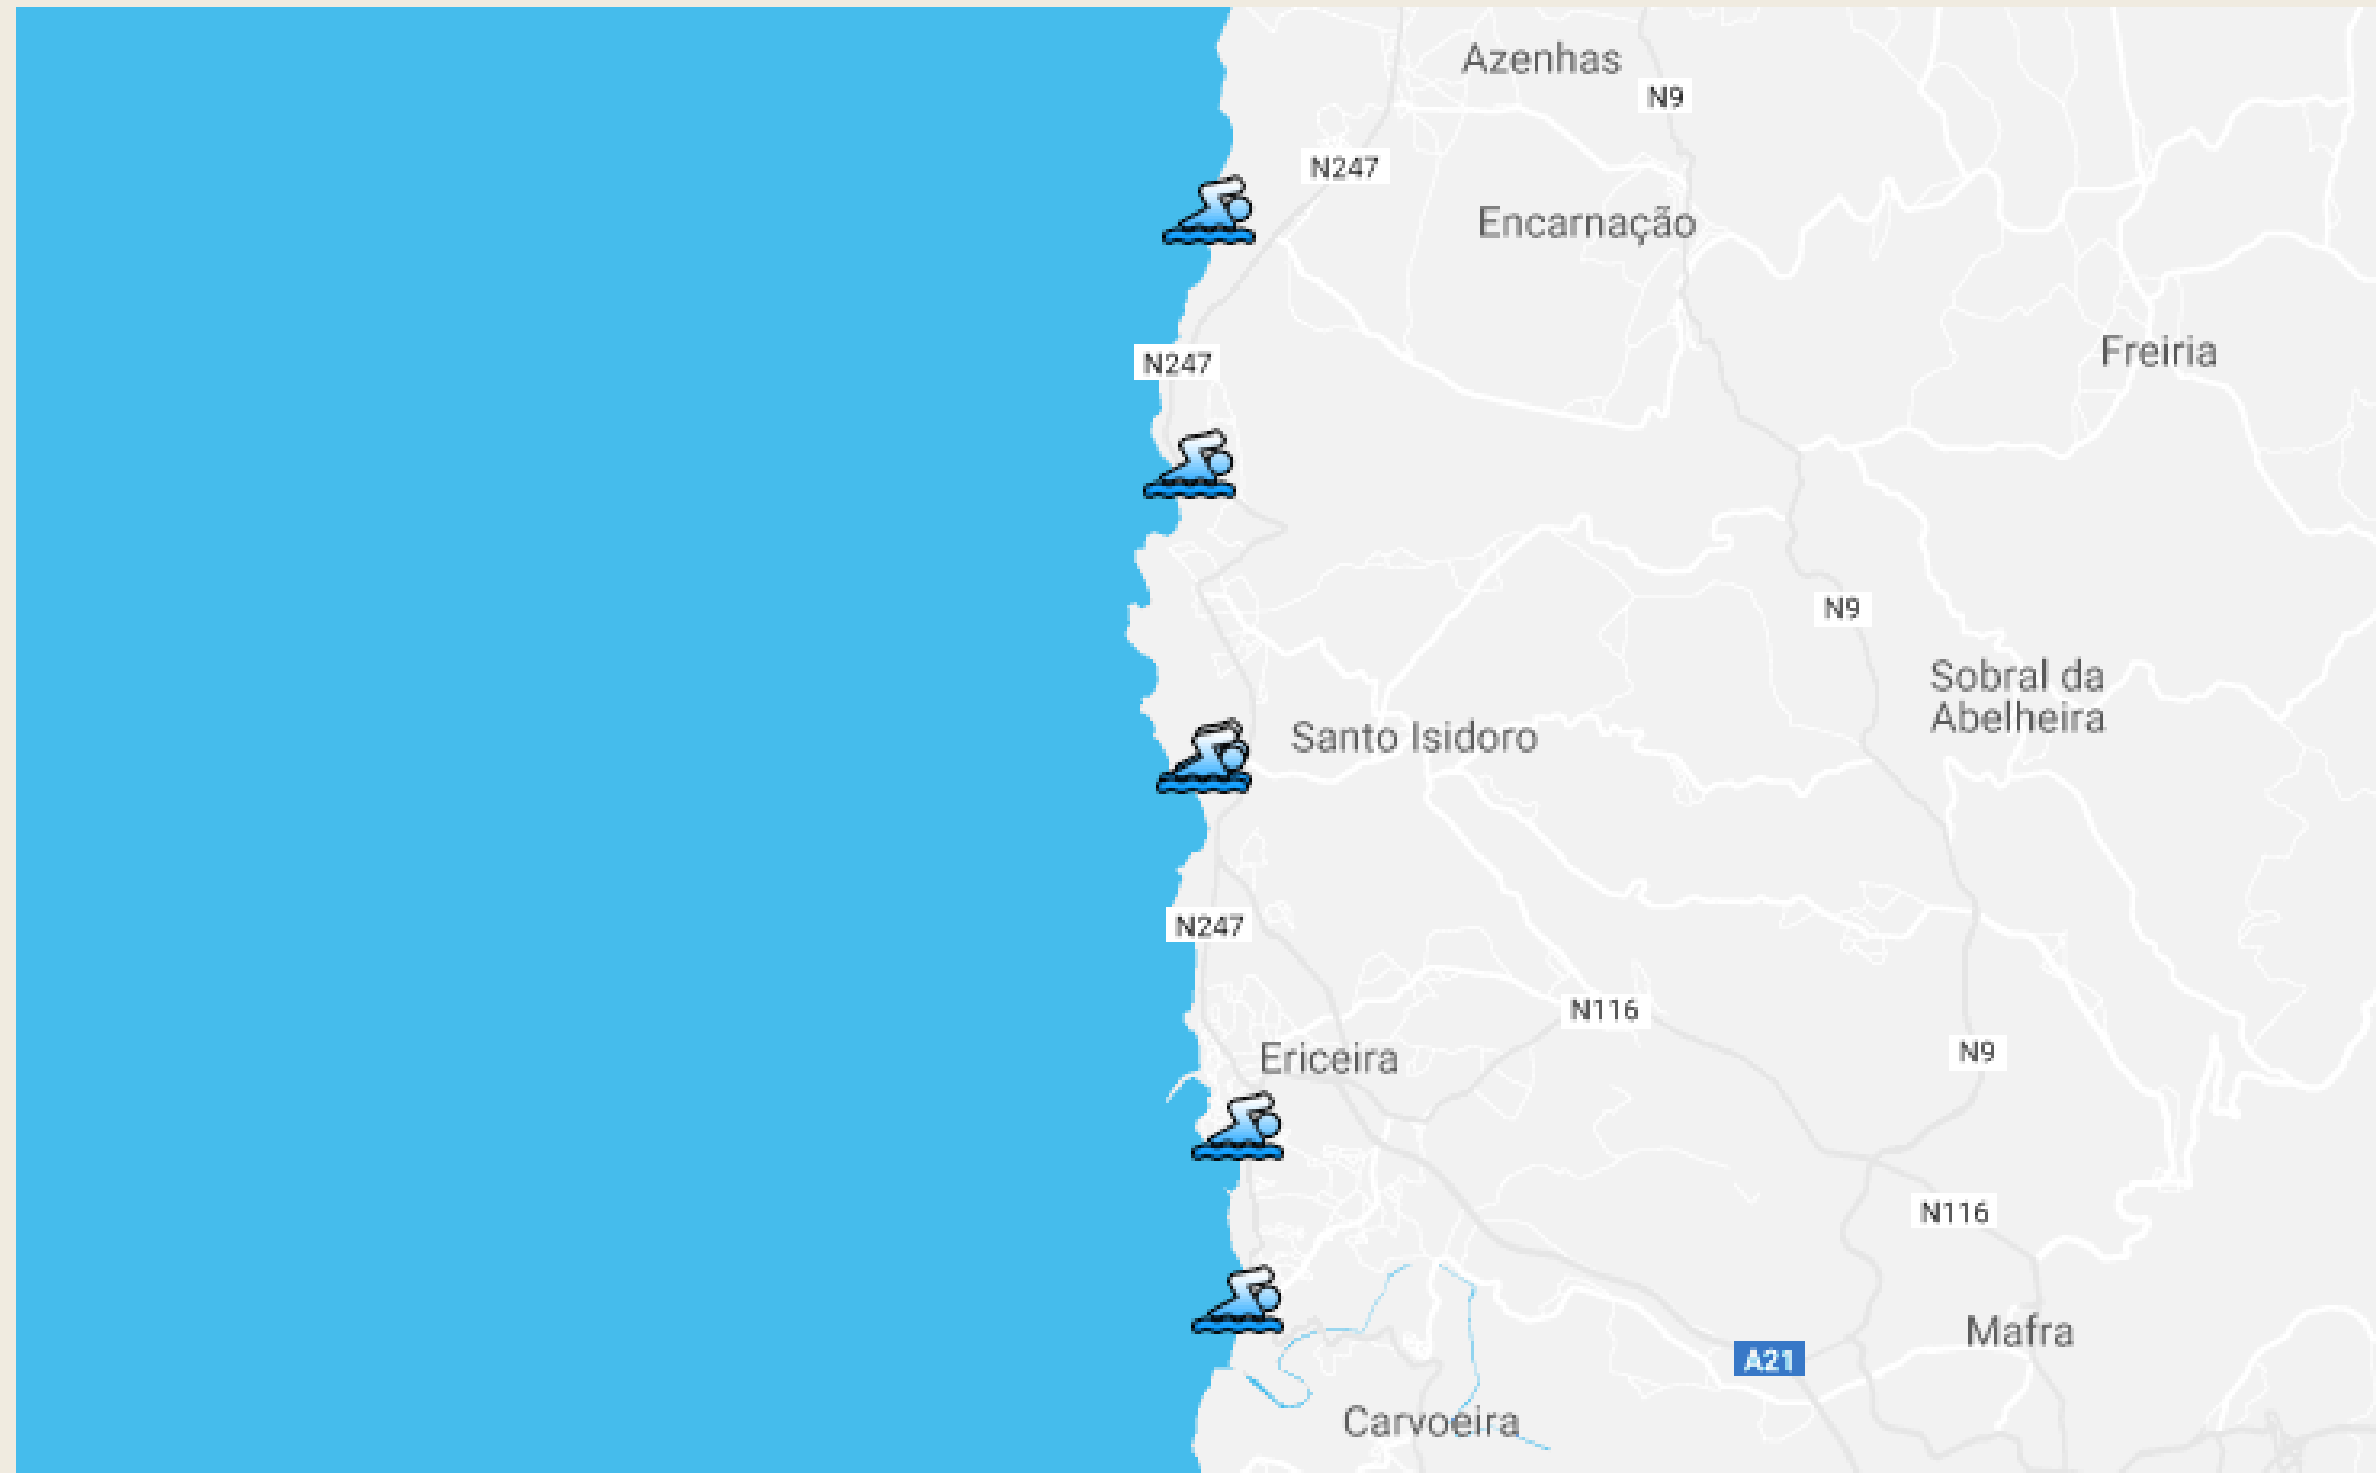 Azenhas
N9
N247
Encarnação
Freiria
N247
N9
Sobral da
Abelheira
Santo Isidoro
N247
N116
N9
Ericeira
N116
Mafra
A21
Carvoeira